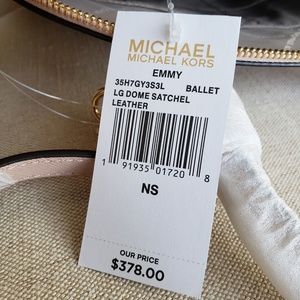 MICHAEL
MICHAEL KORS
EMMY
35H7GY3S3L BALLET
LG DOME SATCHEL
LEATHER
1 91935 01720 8
NS
OUR PRICE
$378.00